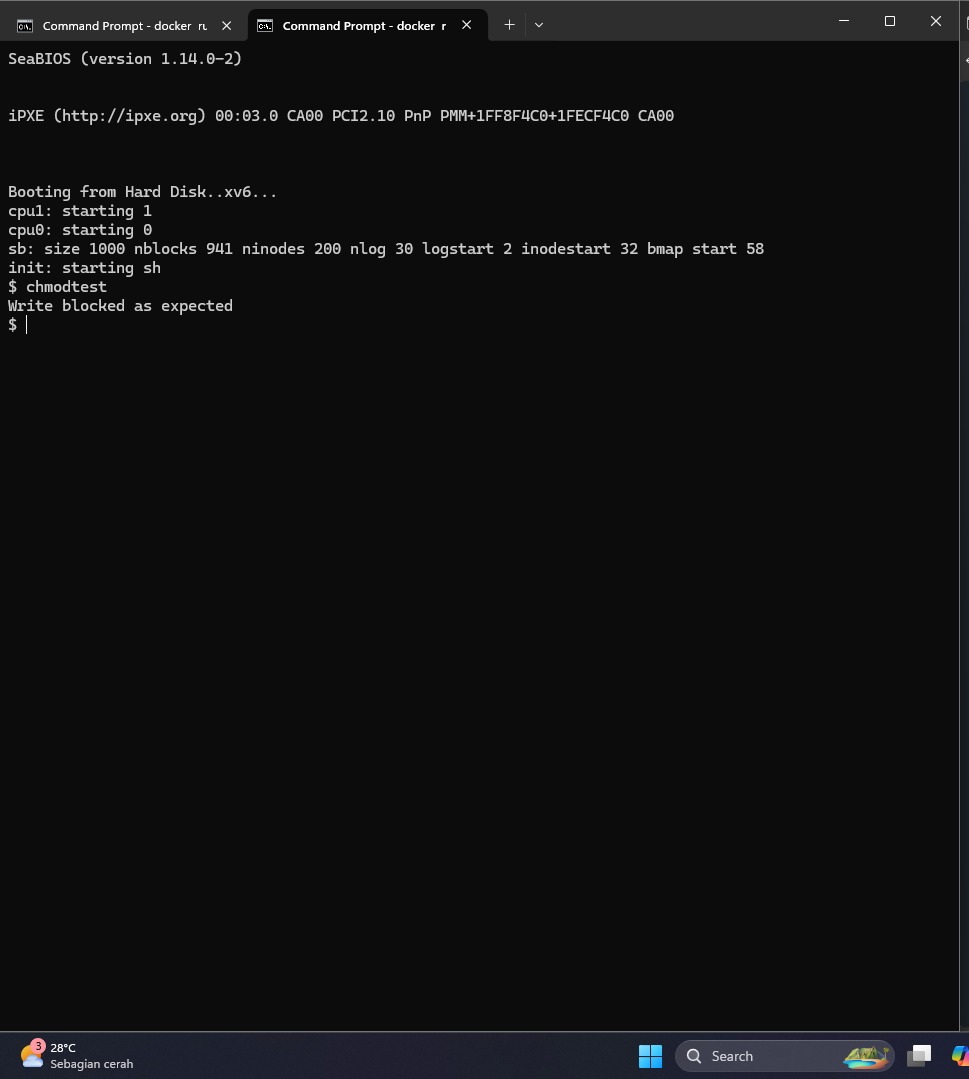 Command Prompt - docker ru
Command Prompt - docker r
SeaBIOS (version 1.14.0-2)
iPXE (http://ipxe.org) 00:03.0 CA00 PCI2.10 PnP PMM+1FF8F4C0+1FECF4C0 CA00
Booting from Hard Disk..xv6...
cpu1: starting 1
cpu0: starting 0
sb: size 1000 nblocks 941 ninodes 200 nlog 30 logstart 2 inodestart 32 bmap start 58
init: starting sh
$ chmodtest
Write blocked as expected
$
3
28°C
Sebagian cerah
Search